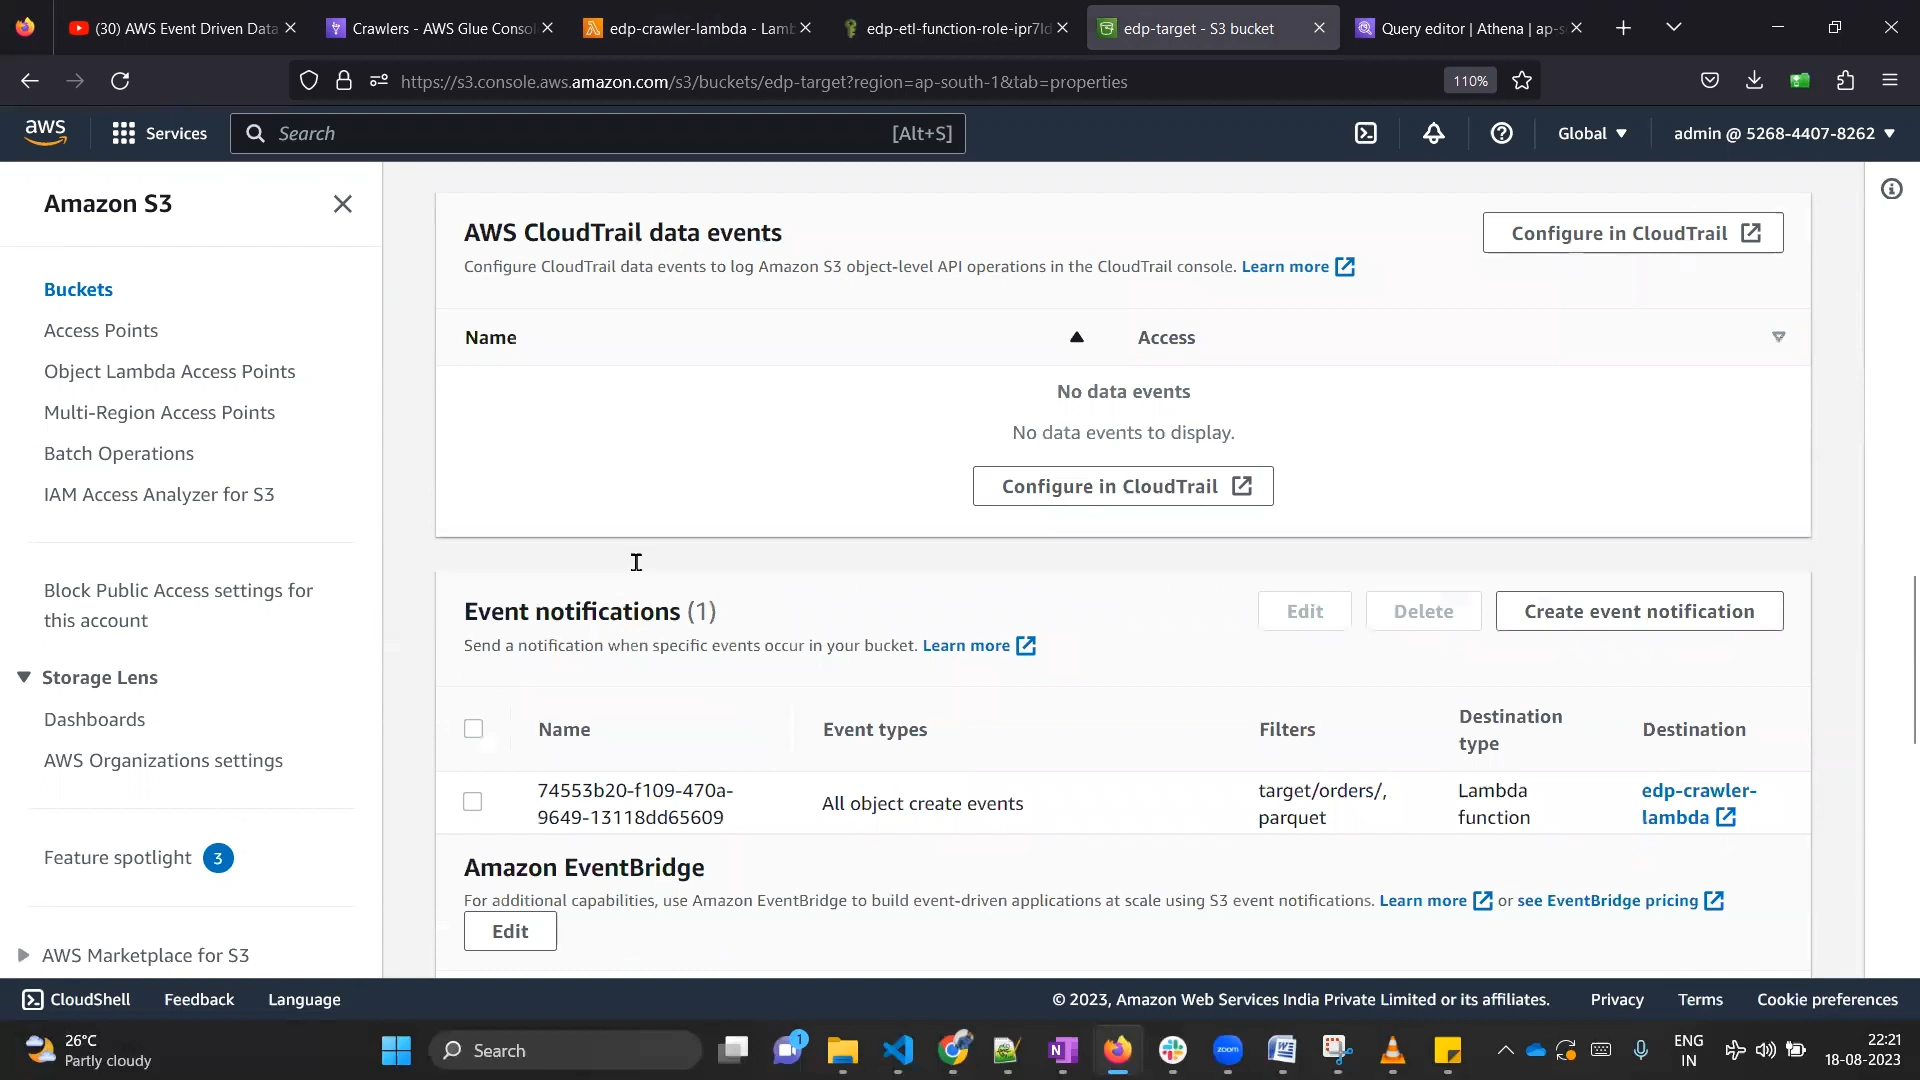 (30) AWS Event Driven Data
Crawlers - AWS Glue Conso
edp-crawler-lambda - Lamb
edp-etl-function-role-ipr7ld
edp-target - S3 bucket
Query editor | Athena | ap-s
https://s3.console.aws.amazon.com/s3/buckets/edp-target?region=ap-south-1&tab=properties
110%
aws
Services
Search
[Alt+S]
Global
admin @ 5268-4407-8262
Amazon S3
Buckets
Access Points
Object Lambda Access Points
Multi-Region Access Points
Batch Operations
IAM Access Analyzer for S3
Block Public Access settings for
this account
Storage Lens
Dashboards
AWS Organizations settings
Feature spotlight 3
AWS Marketplace for S3
AWS CloudTrail data events
Configure CloudTrail data events to log Amazon S3 object-level API operations in the CloudTrail console. Learn more
Configure in CloudTrail
Name
Access
No data events
No data events to display.
Configure in CloudTrail
Event notifications (1)
Send a notification when specific events occur in your bucket. Learn more
Edit
Delete
Create event notification
Name
Event types
Filters
Destination
type
Destination
74553b20-f109-470a-
9649-13118dd65609
All object create events
target/orders/,
parquet
Lambda
function
edp-crawler-
lambda
Amazon EventBridge
For additional capabilities, use Amazon EventBridge to build event-driven applications at scale using S3 event notifications. Learn more or see EventBridge pricing
Edit
CloudShell
Feedback
Language
© 2023, Amazon Web Services India Private Limited or its affiliates.
Privacy
Terms
Cookie preferences
26°C
Partly cloudy
Search
1
zoom
ENG
IN
22:21
18-08-2023